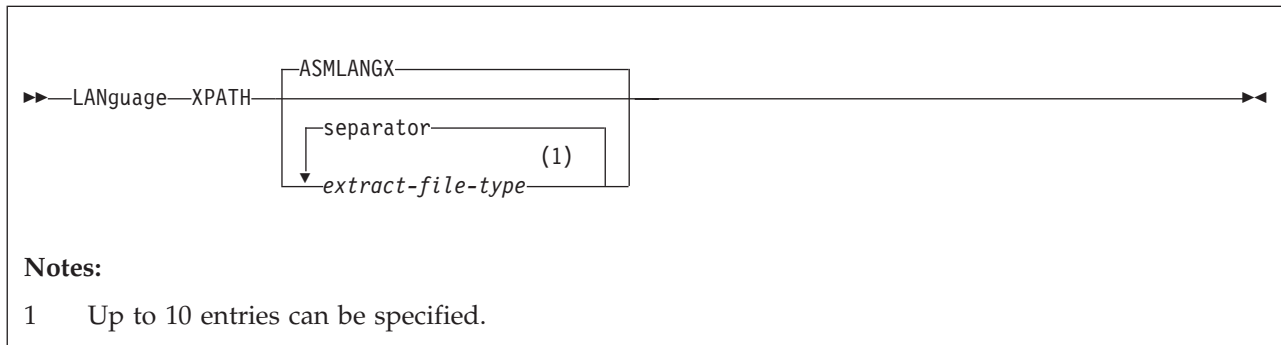 ASMLANGX
LANguage XPATH
separator
(1)
extract-file-type
Notes:
1 Up to 10 entries can be specified.